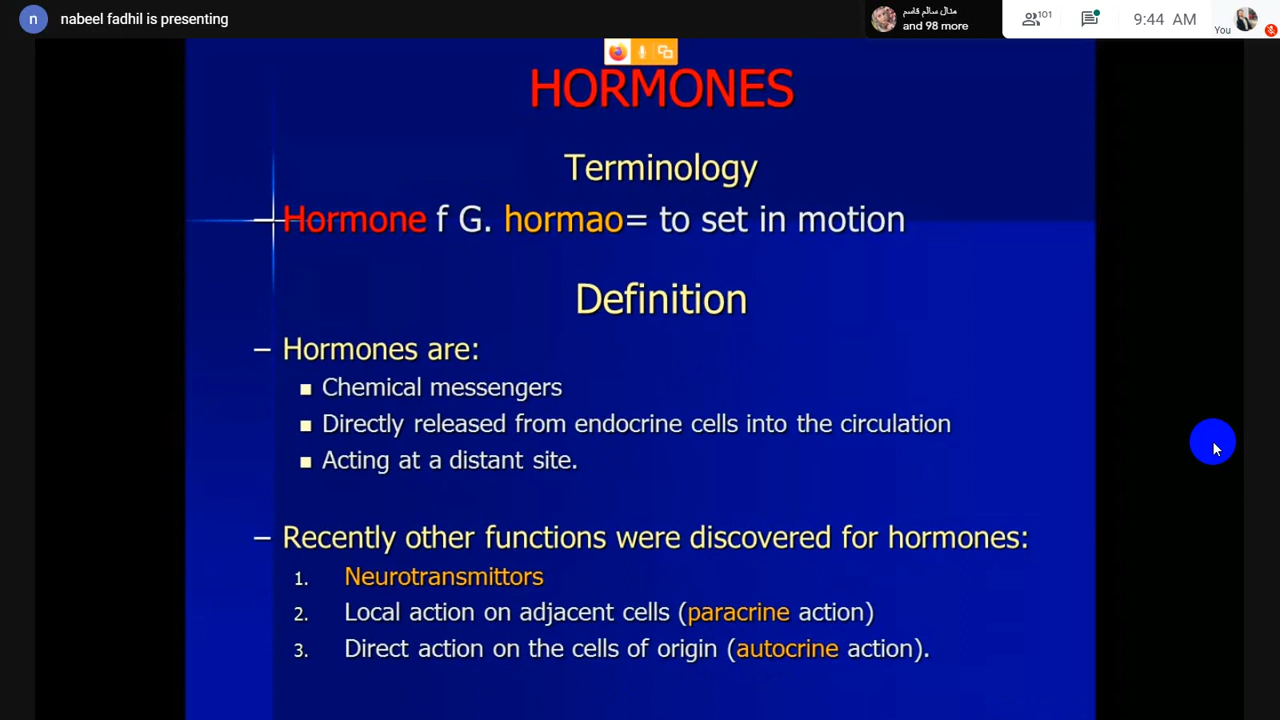 n
nabeel fadhil is presenting
منال سالم قاسم
and 98 more
101
9:44 AM
You
HORMONES
Terminology
– Hormone f G. hormao= to set in motion
Definition
– Hormones are:
■ Chemical messengers
■ Directly released from endocrine cells into the circulation
■ Acting at a distant site.
– Recently other functions were discovered for hormones:
1. Neurotransmittors
2. Local action on adjacent cells (paracrine action)
3. Direct action on the cells of origin (autocrine action).